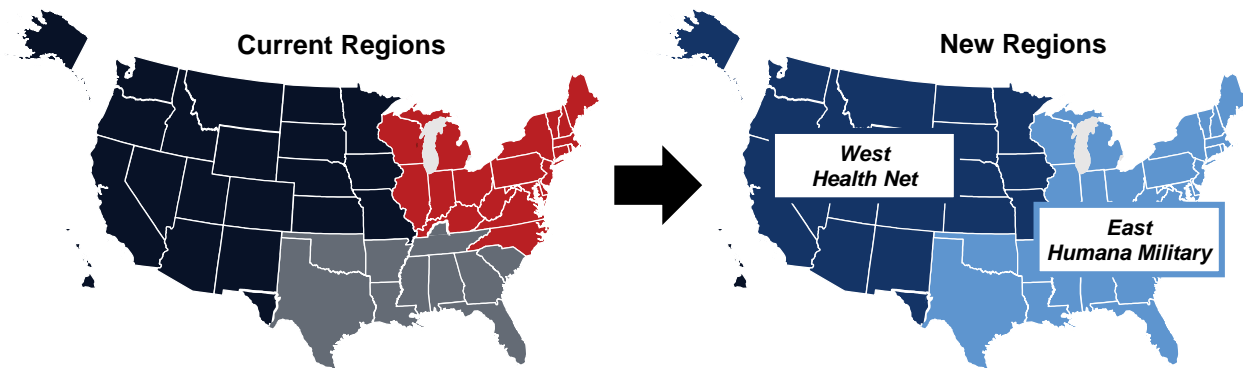 Current Regions
New Regions
West
Health Net
East
Humana Military